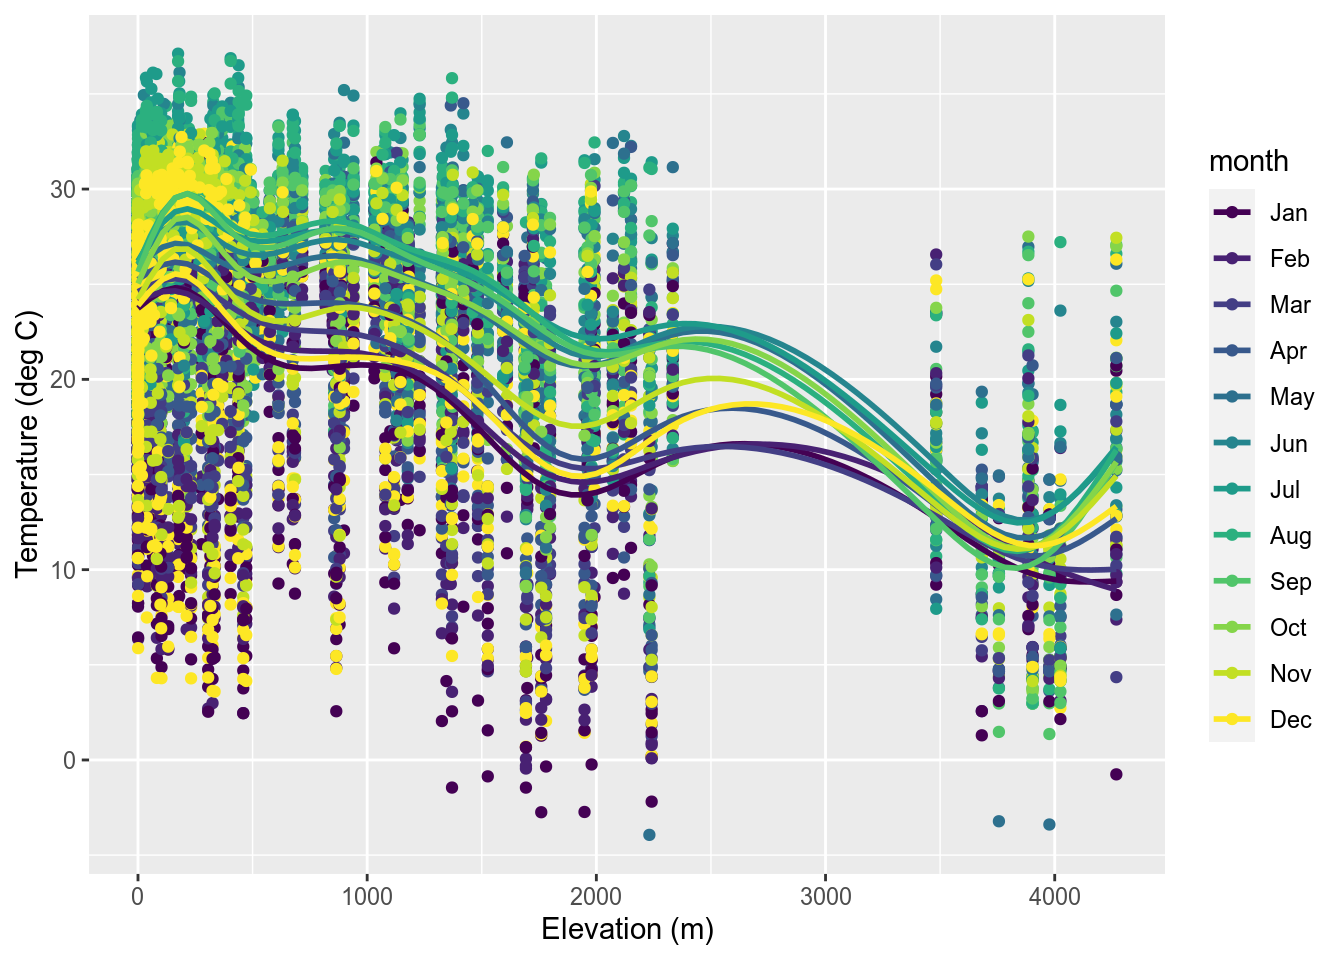 30
20
10
0
Temperature (deg C)
0
1000
2000
3000
4000
Elevation (m)
month
Jan
Feb
Mar
Apr
May
Jun
Jul
Aug
Sep
Oct
Nov
Dec